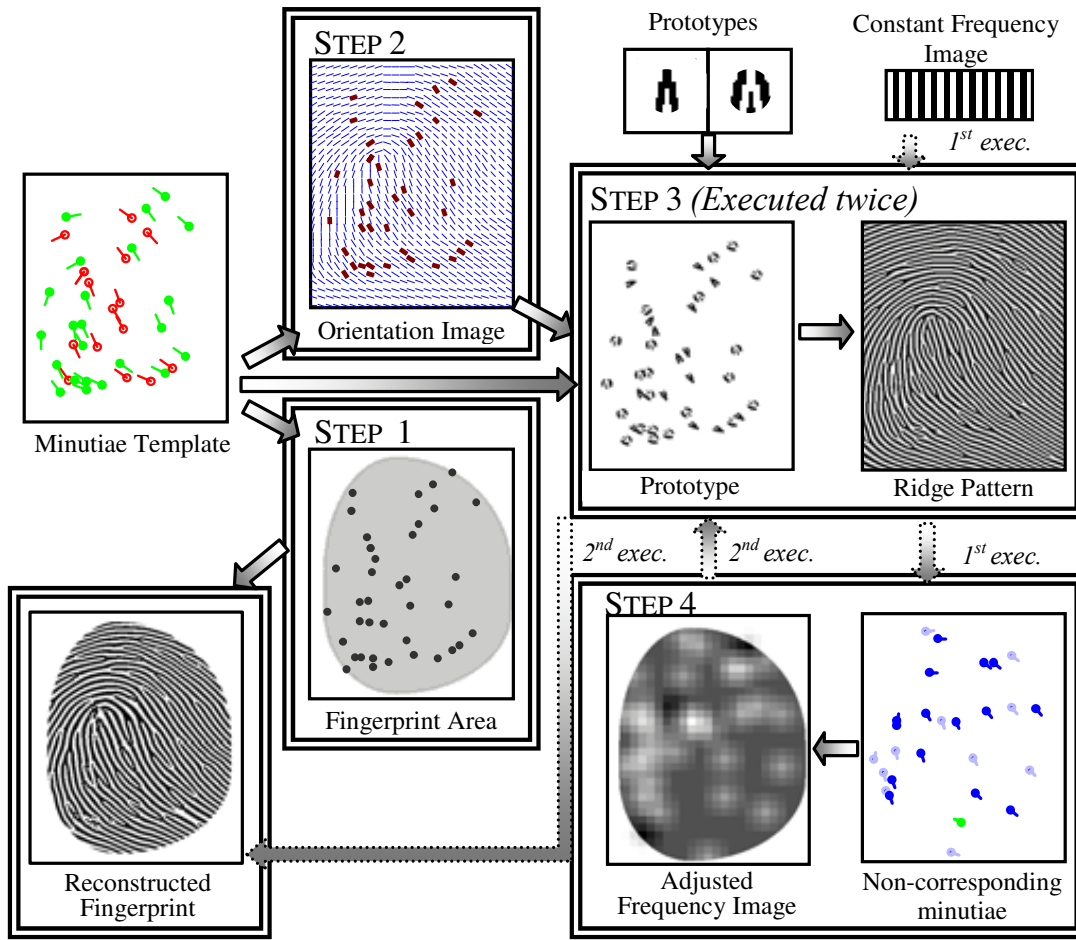 STEP 2
Orientation Image
Prototypes
Constant Frequency
Image
1st exec.
Minutiae Template
STEP 3 (Executed twice)
Prototype
Ridge Pattern
STEP 1
Fingerprint Area
2nd exec.
2nd exec.
1st exec.
STEP 4
Adjusted
Frequency Image
Non-corresponding
minutiae
Reconstructed
Fingerprint